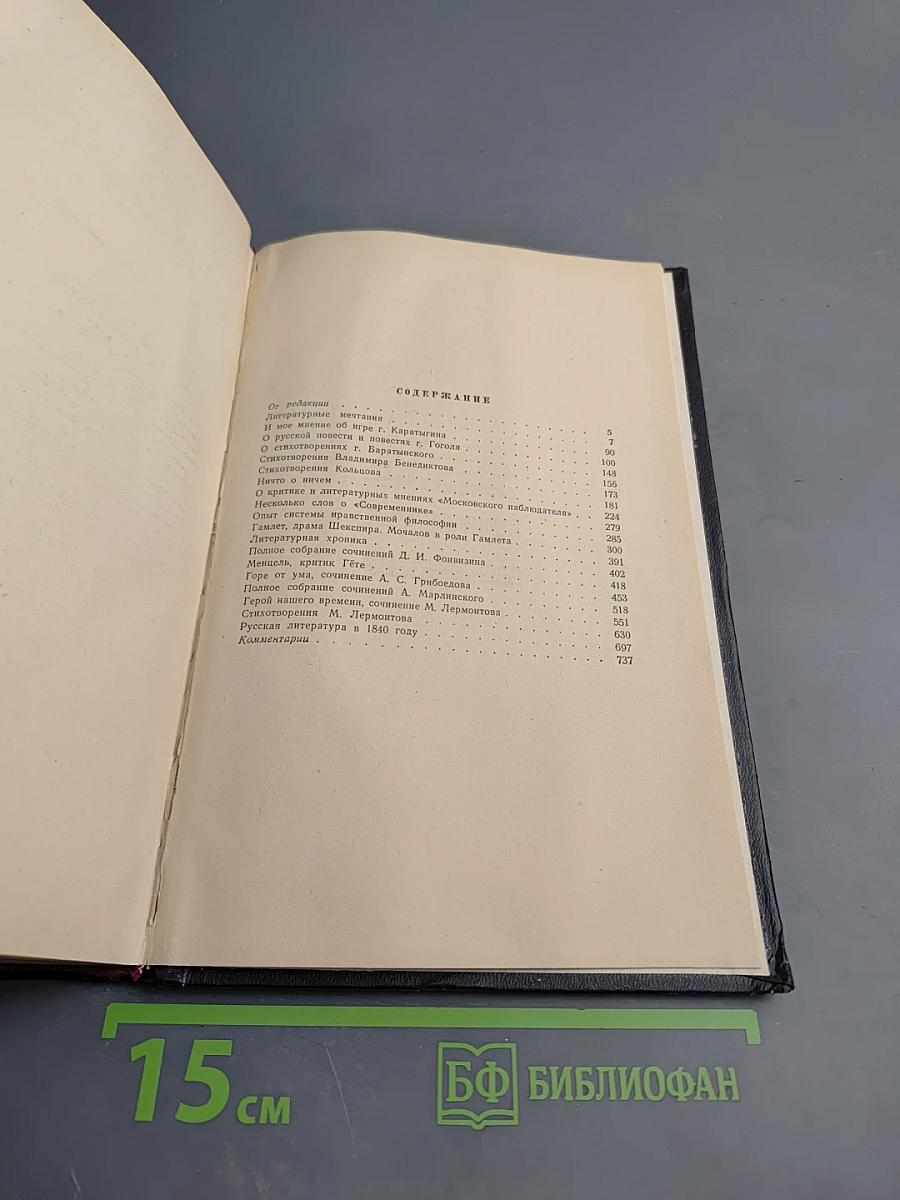 СОДЕРЖАНИЕ
От редакции . . . . . . . . . . . . . . . . 5
Литературные мечтания . . . . . . . . . . . . 7
И мое мнение об игре г. Каратыгина . . . . . . . . 90
О русской повести и повестях г. Гоголя . . . . . . . 100
О стихотворениях г. Баратынского . . . . . . . . . 148
Стихотворения Владимира Бенедиктова . . . . . . . 156
Стихотворения Кольцова . . . . . . . . . . . . 173
Ничто о ничем . . . . . . . . . . . . . . . 181
О критике и литературных мнениях «Московского наблюдателя» . . 224
Несколько слов о «Современнике» . . . . . . . . . 279
Опыт системы нравственной философии . . . . . . . 285
Гамлет, драма Шекспира. Мочалов в роли Гамлета . . . . 300
Литературная хроника . . . . . . . . . . . . . 391
Полное собрание сочинений Д. И. Фонвизина . . . . . . 402
Менцель, критик Гёте . . . . . . . . . . . . . 418
Горе от ума, сочинение А. С. Грибоедова . . . . . . . 453
Полное собрание сочинений А. Марлинского . . . . . . 518
Герой нашего времени, сочинение М. Лермонтова . . . . . 551
Стихотворения М. Лермонтова . . . . . . . . . . 630
Русская литература в 1840 году . . . . . . . . . . 697
Комментарии . . . . . . . . . . . . . . . . 737
15 см
БФ БИБЛИОФАН